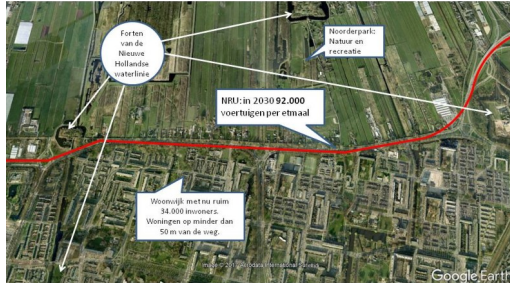 Forten
van de
Nieuwe
Hollandse
waterlinie
Noorderpark:
Natuur en
recreatie
NRU: in 2030 92.000
voertuigen per etmaal
Woonwijk met nu ruim
34.000 inwoners.
Woningen op minder dan
50 m van de weg.
Google Earth